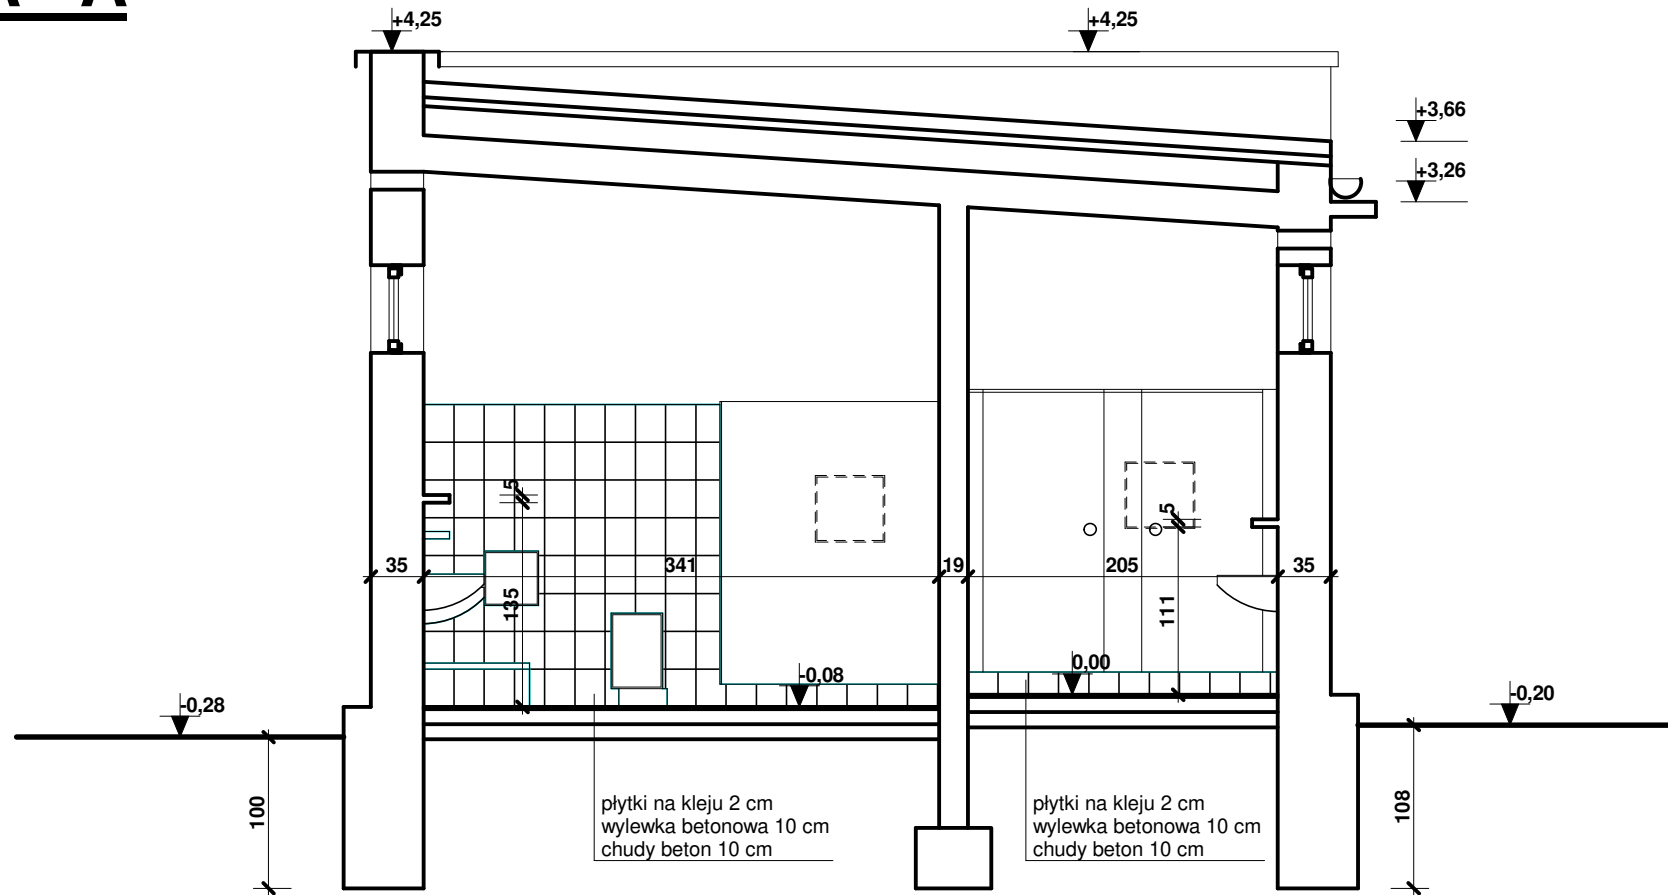 A A
+4,25
+4,25
+3,66
+3,26
5
5
35
341
19
205
35
135
111
-0,08
0,00
-0,28
-0,20
100
108
płytki na kleju 2 cm
wylewka betonowa 10 cm
chudy beton 10 cm
płytki na kleju 2 cm
wylewka betonowa 10 cm
chudy beton 10 cm